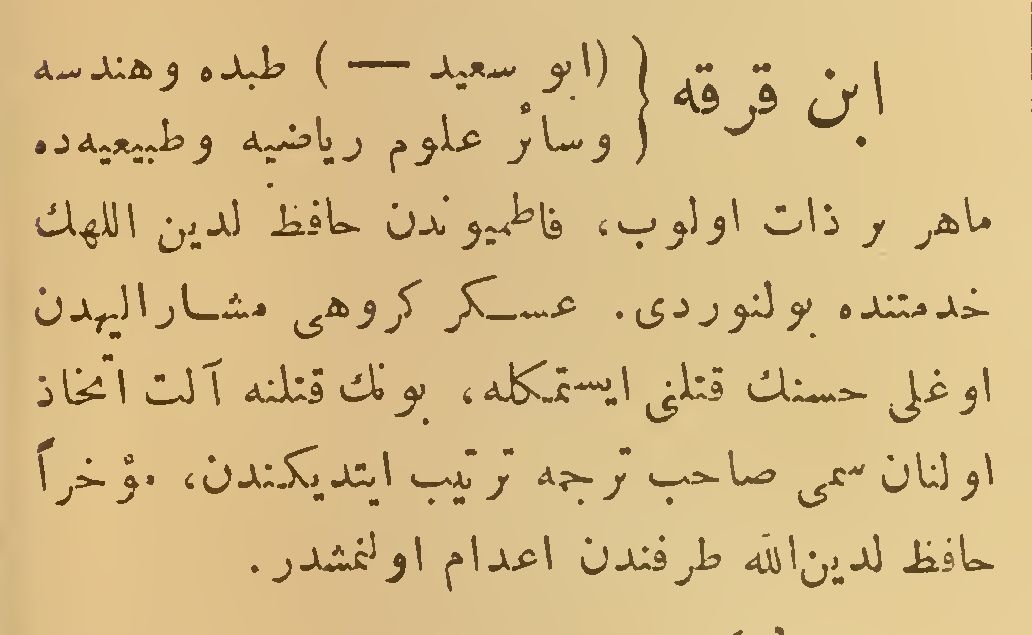 ابن قرقه { (ابو سعيد —) طبده وهندسه
وسائر علوم رياضيه وطبيعيه‌ده
ماهر بر ذات اولوب، فاطميوندن حافظ لدين اللهك
خدمتنده بولنوردى. عسكر كروهى مشاراليهدن
اوغلى حسنك قتلنى ايستمكله، بونك قتلنه آلت اتخاذ
اولنان سمى صاحب ترجمه ترتيب ايتديكندن، مؤخراً
حافظ لدين‌الله طرفندن اعدام اولنمشدر.